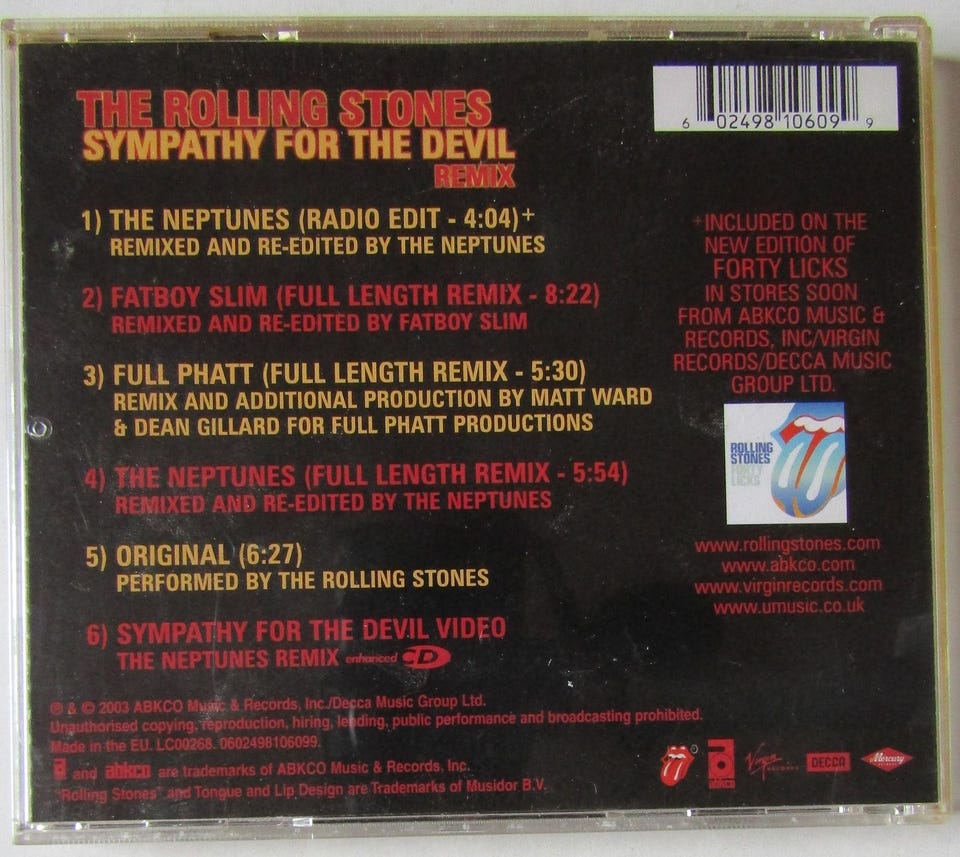 THE ROLLING STONES
SYMPATHY FOR THE DEVIL
REMIX
6 02498 10609 9
1) THE NEPTUNES (RADIO EDIT - 4:04)+
REMIXED AND RE-EDITED BY THE NEPTUNES
2) FATBOY SLIM (FULL LENGTH REMIX - 8:22)
REMIXED AND RE-EDITED BY FATBOY SLIM
3) FULL PHATT (FULL LENGTH REMIX - 5:30)
REMIX AND ADDITIONAL PRODUCTION BY MATT WARD
& DEAN GILLARD FOR FULL PHATT PRODUCTIONS
4) THE NEPTUNES (FULL LENGTH REMIX - 5:54)
REMIXED AND RE-EDITED BY THE NEPTUNES
5) ORIGINAL (6:27)
PERFORMED BY THE ROLLING STONES
6) SYMPATHY FOR THE DEVIL VIDEO
THE NEPTUNES REMIX enhanced CD
+INCLUDED ON THE
NEW EDITION OF
FORTY LICKS
IN STORES SOON
FROM ABKCO MUSIC &
RECORDS, INC/VIRGIN
RECORDS/DECCA MUSIC
GROUP LTD.
ROLLING
STONES
FORTY
LICKS
www.rollingstones.com
www.abkco.com
www.virginrecords.com
www.umusic.co.uk
℗ & © 2003 ABKCO Music & Records, Inc./Decca Music Group Ltd.
Unauthorised copying, reproduction, hiring, lending, public performance and broadcasting prohibited.
Made in the EU. LC00268. 0602498106099.
a and abkco are trademarks of ABKCO Music & Records, Inc.
"Rolling Stones" and Tongue and Lip Design are Trademarks of Musidor B.V.
a abkco Virgin RECORDS DECCA Mercury RECORDS